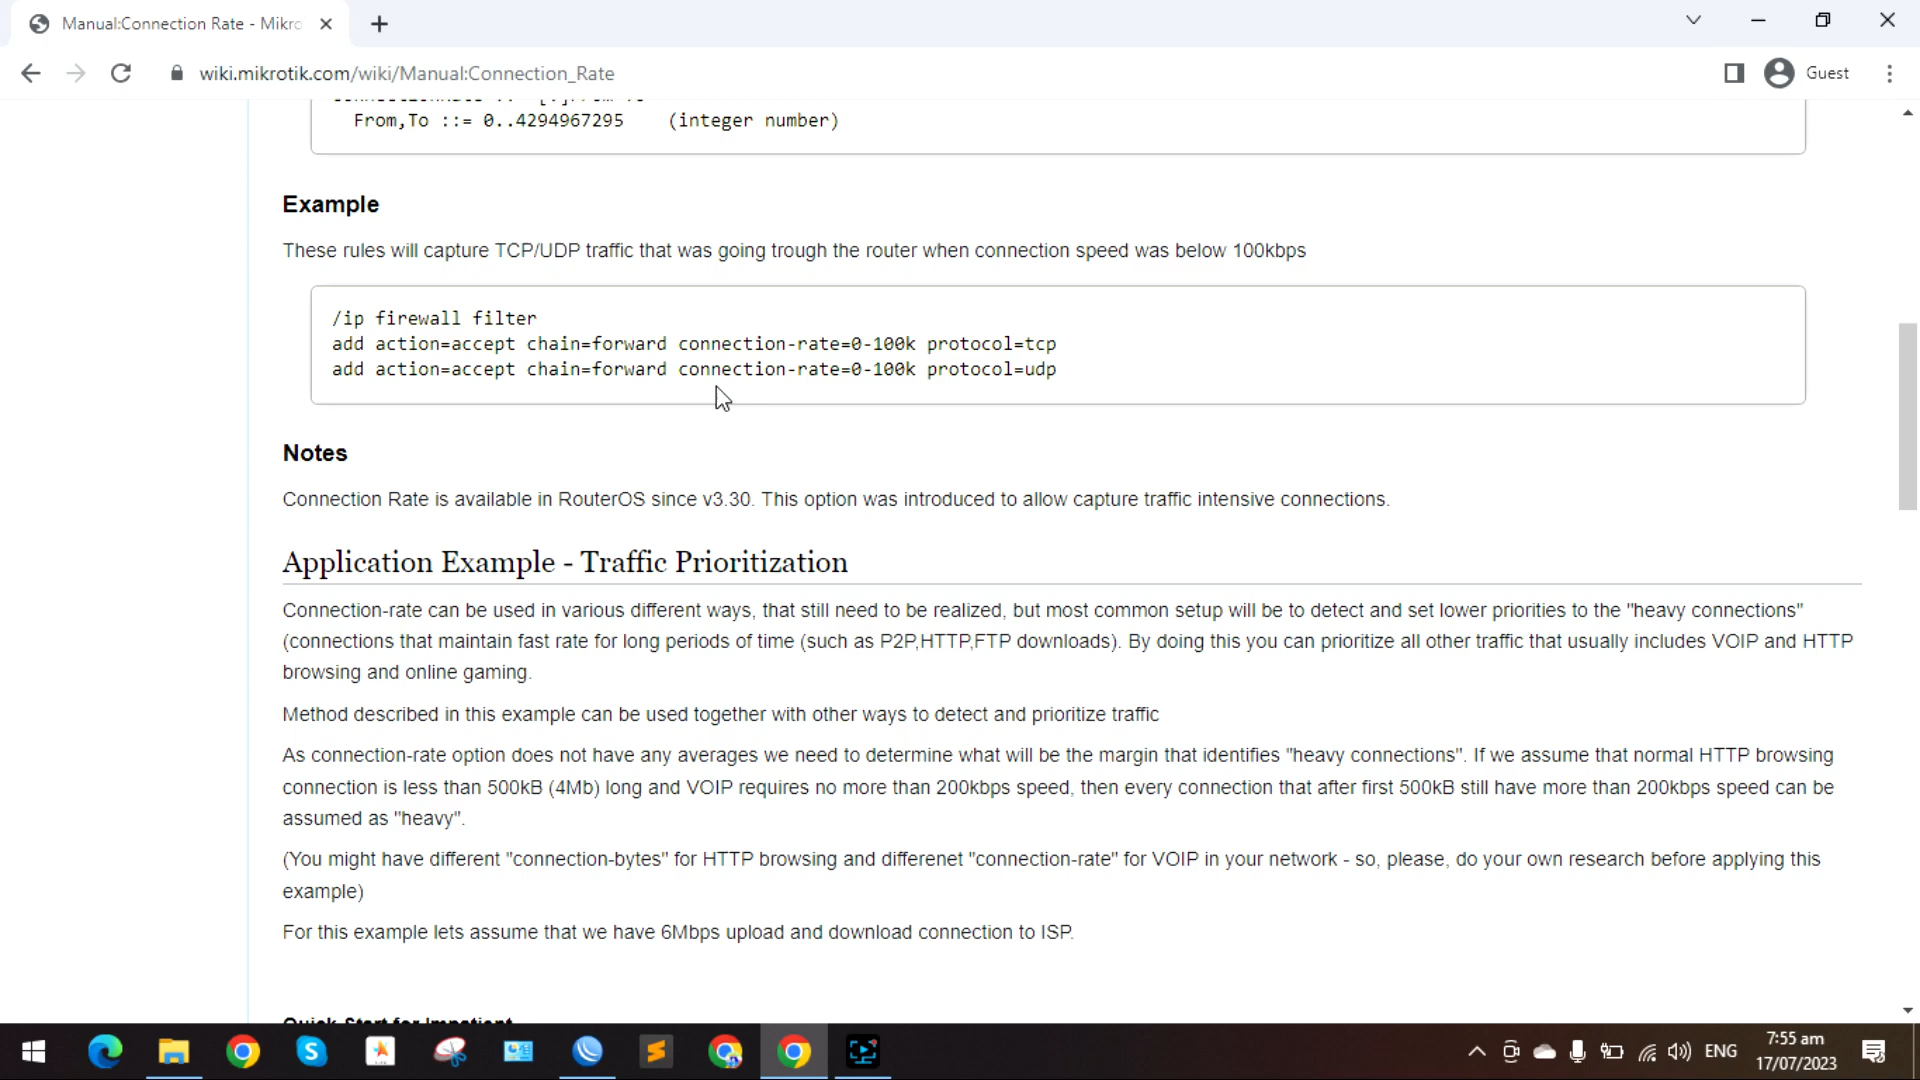 Manual:Connection Rate - Mikro
wiki.mikrotik.com/wiki/Manual:Connection_Rate
Guest
From,To ::= 0..4294967295    (integer number)
Example
These rules will capture TCP/UDP traffic that was going trough the router when connection speed was below 100kbps
/ip firewall filter
add action=accept chain=forward connection-rate=0-100k protocol=tcp
add action=accept chain=forward connection-rate=0-100k protocol=udp
Notes
Connection Rate is available in RouterOS since v3.30. This option was introduced to allow capture traffic intensive connections.
Application Example - Traffic Prioritization
Connection-rate can be used in various different ways, that still need to be realized, but most common setup will be to detect and set lower priorities to the "heavy connections"
(connections that maintain fast rate for long periods of time (such as P2P,HTTP,FTP downloads). By doing this you can prioritize all other traffic that usually includes VOIP and HTTP
browsing and online gaming.
Method described in this example can be used together with other ways to detect and prioritize traffic
As connection-rate option does not have any averages we need to determine what will be the margin that identifies "heavy connections". If we assume that normal HTTP browsing
connection is less than 500kB (4Mb) long and VOIP requires no more than 200kbps speed, then every connection that after first 500kB still have more than 200kbps speed can be
assumed as "heavy".
(You might have different "connection-bytes" for HTTP browsing and differenet "connection-rate" for VOIP in your network - so, please, do your own research before applying this
example)
For this example lets assume that we have 6Mbps upload and download connection to ISP.
Quick Start for Impatient
ENG
7:55 am
17/07/2023